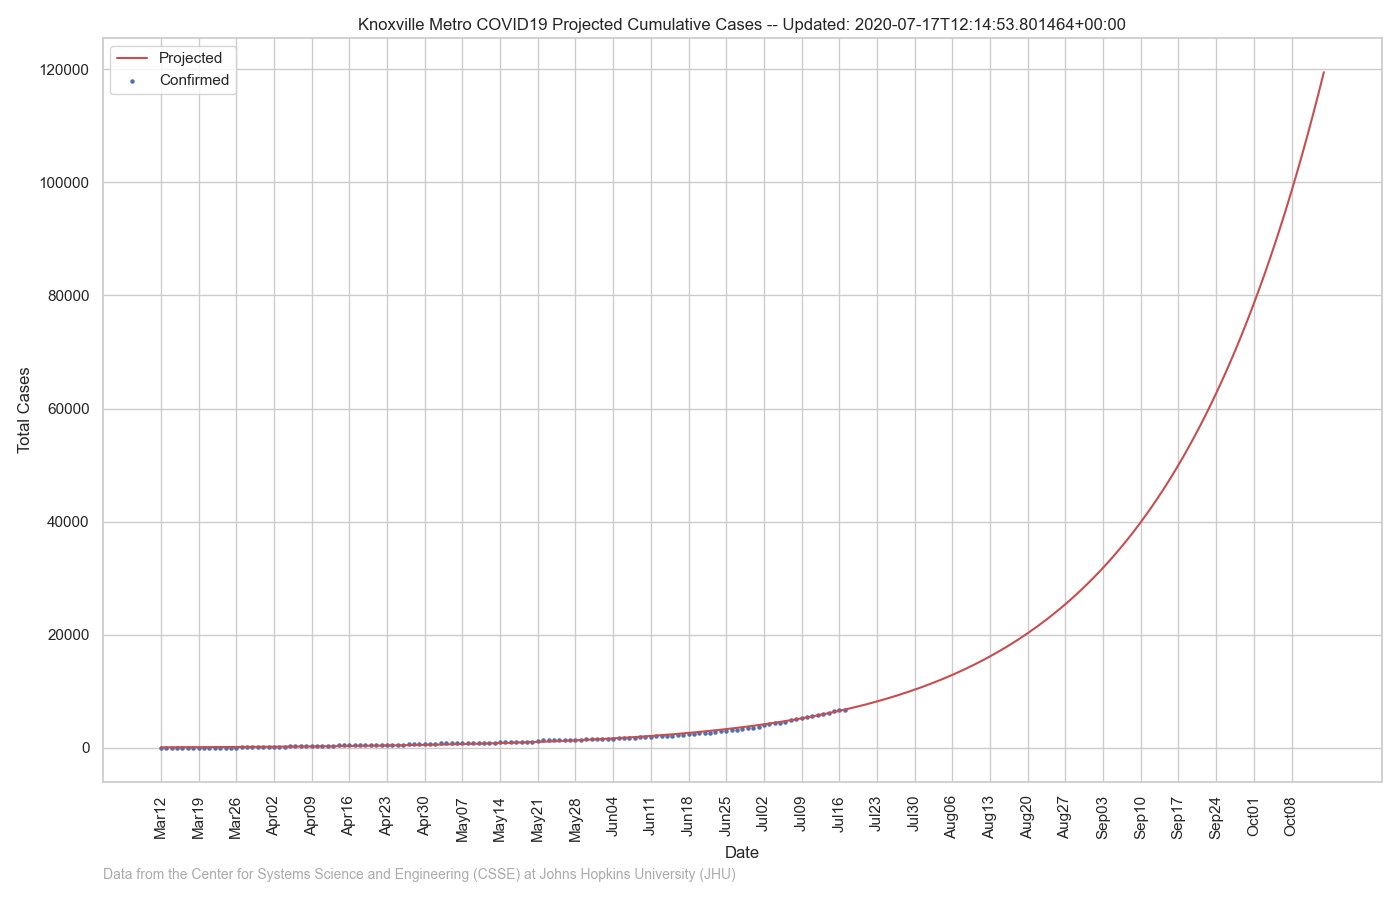 Knoxville Metro COVID19 Projected Cumulative Cases -- Updated: 2020-07-17T12:14:53.801464+00:00
Projected
Confirmed
120000
100000
80000
60000
40000
20000
0
Total Cases
Mar12
Mar19
Mar26
Apr02
Apr09
Apr16
Apr23
Apr30
May07
May14
May21
May28
Jun04
Jun11
Jun18
Jun25
Jul02
Jul09
Jul16
Jul23
Jul30
Aug06
Aug13
Aug20
Aug27
Sep03
Sep10
Sep17
Sep24
Oct01
Oct08
Date
Data from the Center for Systems Science and Engineering (CSSE) at Johns Hopkins University (JHU)